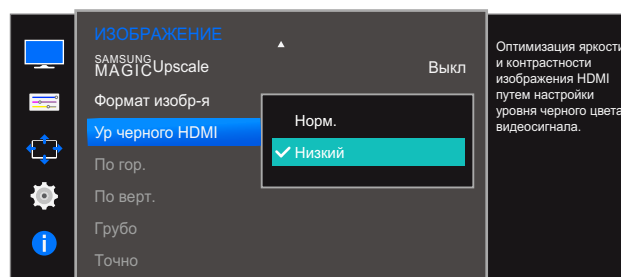 ИЗОБРАЖЕНИЕ
SAMSUNG
MAGIC Upscale
Выкл
Формат изобр-я
Ур черного HDMI
Норм.
Низкий
По гор.
По верт.
Грубо
Точно
Оптимизация яркости
и контрастности
изображения HDMI
путем настройки
уровня черного цвета
видеосигнала.